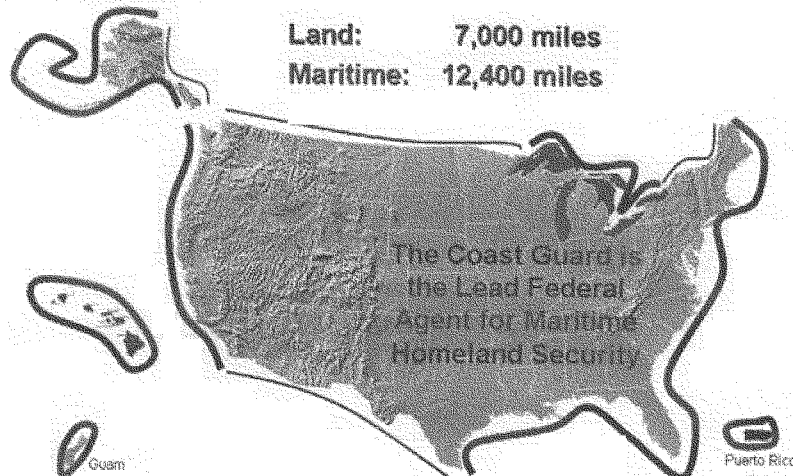 Land: 7,000 miles
Maritime: 12,400 miles
The Coast Guard is
the Lead Federal
Agent for Maritime
Homeland Security
Guam
Puerto Rico